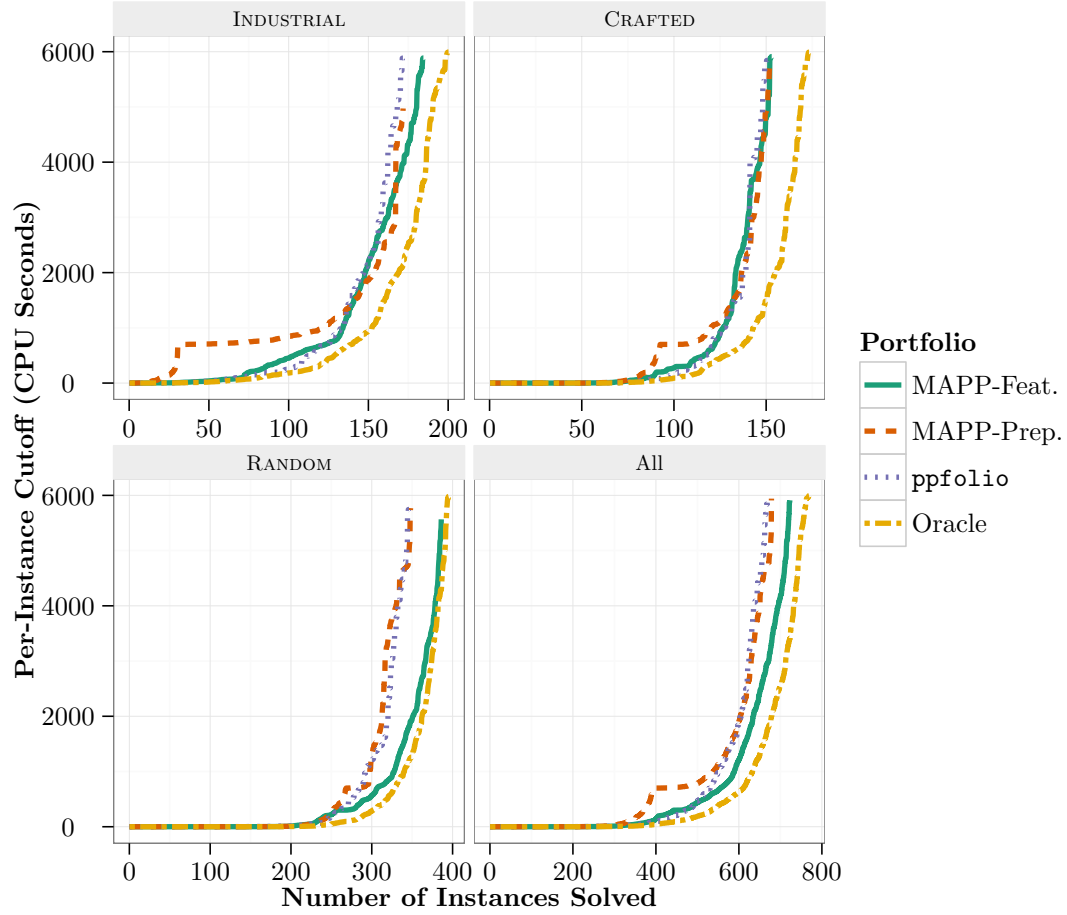 INDUSTRIAL
CRAFTED
6000
4000
2000
0
0 50 100 150 200
0 50 100 150
RANDOM
All
6000
4000
2000
0
0 100 200 300 400
0 200 400 600 800
Per-Instance Cutoff (CPU Seconds)
Number of Instances Solved
Portfolio
MAPP-Feat.
MAPP-Prep.
ppfolio
Oracle